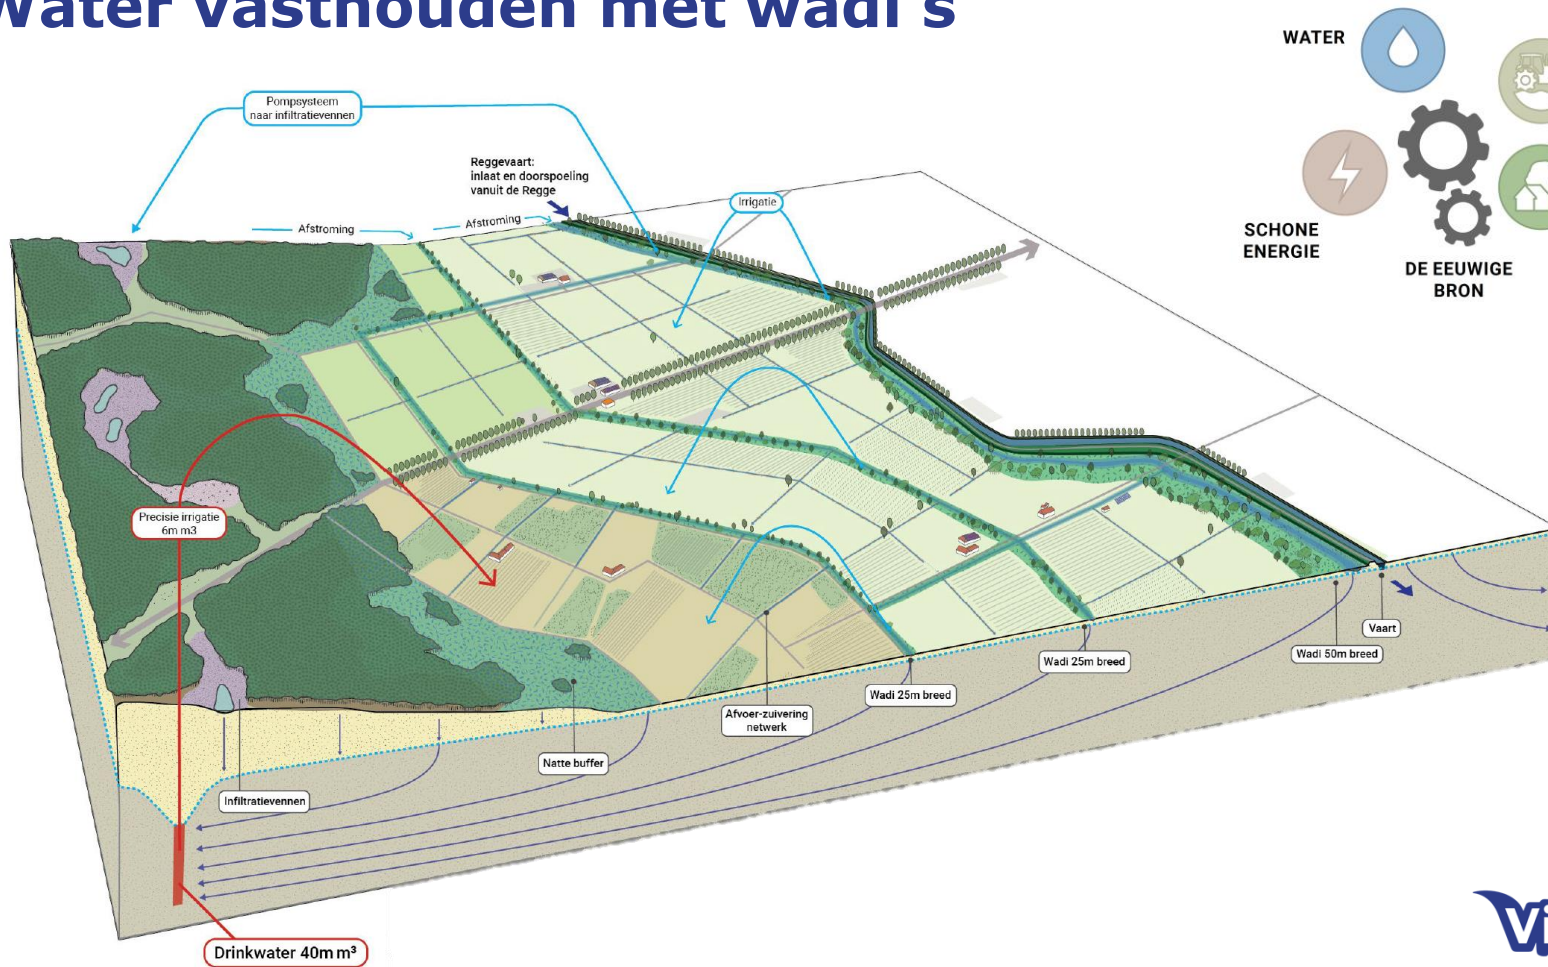 Water vasthouden met wadi's
WATER
SCHONE
ENERGIE
DE EEUWIGE
BRON
Pompsysteem
naar infiltratievennen
Reggevaart:
inlaat en doorspoeling
vanuit de Regge
Irrigatie
Afstroming
Afstroming
Precisie irrigatie
6m m3
Vaart
Wadi 50m breed
Wadi 25m breed
Wadi 25m breed
Afvoer-zuivering
netwerk
Natte buffer
Infiltratievennen
Drinkwater 40m m³
Vi